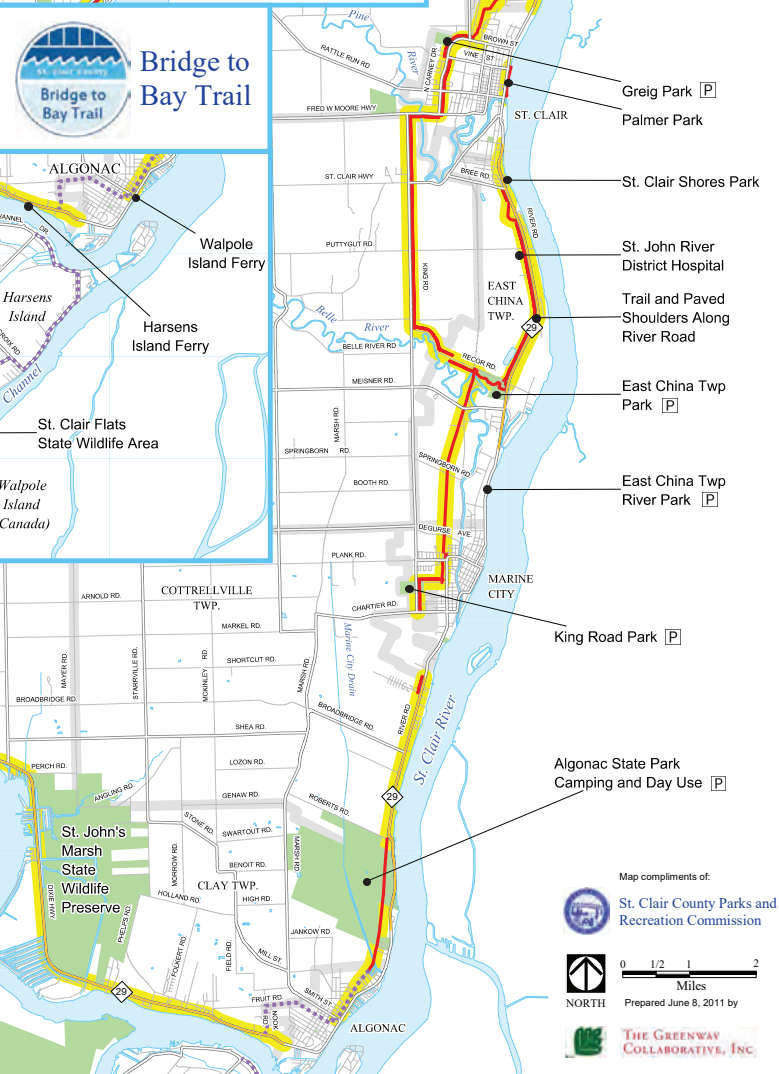 St. Clair County
Bridge to
Bay Trail
Bridge to
Bay Trail
ALGONAC
Walpole
Island Ferry
Harsens
Island Ferry
DR.
Harsens
Island
Channel
St. Clair Flats
State Wildlife Area
Walpole
Island
Canada)
Pine
River
RATTLE RUN RD
N CARNEY DR
BROWN ST
VINE ST
FRED W MOORE HWY
ST. CLAIR
Greig Park P
Palmer Park
ST. CLAIR HWY
BREE RD.
St. Clair Shores Park
RIVER RD
PUTTYGUT RD.
KING RD
St. John River
District Hospital
EAST
CHINA
TWP.
Trail and Paved
Shoulders Along
River Road
29
Belle
River
BELLE RIVER RD.
RECOR RD.
MEISNER RD.
East China Twp
Park P
MARSH RD.
SPRINGBORN RD.
SPRINGBORN RD
BOOTH RD.
East China Twp
River Park P
DEGURSE AVE.
PLANK RD.
MARINE
CITY
COTTRELLVILLE
TWP.
ARNOLD RD.
CHARTIER RD.
King Road Park P
MARKEL RD.
Marine City Drain
MAYER RD.
STARRVILLE RD.
MCKINLEY RD.
SHORTCUT RD.
MARSH RD.
BROADBRIDGE RD.
BROADBRIDGE RD.
RIVER RD.
St. Clair River
SHEA RD.
PERCH RD.
LOZON RD.
ANGLING RD.
GENAW RD.
ROBERTS RD.
29
Algonac State Park
Camping and Day Use P
STONE RD.
SWARTOUT RD.
St. John's
Marsh
State
Wildlife
Preserve
MORROW RD.
BENOIT RD.
MARSH RD
CLAY TWP.
HOLLAND RD.
HIGH RD.
DIXIE HWY
PHELPS RD.
JANKOW RD.
FOLKERT RD.
FIELD RD.
MILL ST.
29
FRUIT RD
SMITH ST.
NOOK RD
ALGONAC
Map compliments of:
St. Clair County Parks and
Recreation Commission
NORTH
0 1/2 1 2
Miles
Prepared June 8, 2011 by
THE GREENWAY
COLLABORATIVE, INC